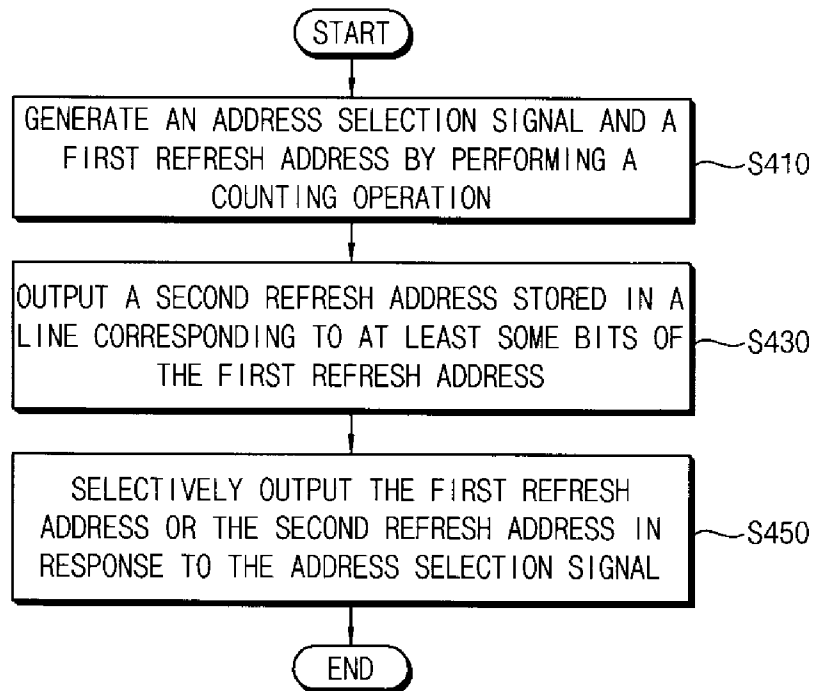 START
GENERATE AN ADDRESS SELECTION SIGNAL AND A
FIRST REFRESH ADDRESS BY PERFORMING A
COUNTING OPERATION
S410
OUTPUT A SECOND REFRESH ADDRESS STORED IN A
LINE CORRESPONDING TO AT LEAST SOME BITS OF
THE FIRST REFRESH ADDRESS
S430
SELECTIVELY OUTPUT THE FIRST REFRESH
ADDRESS OR THE SECOND REFRESH ADDRESS IN
RESPONSE TO THE ADDRESS SELECTION SIGNAL
S450
END